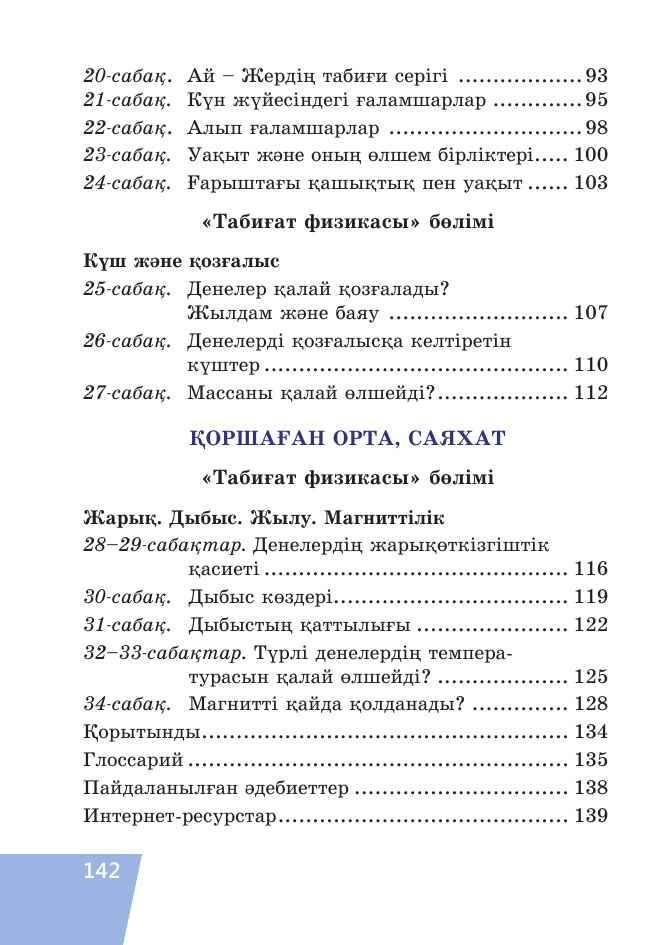 20-сабақ. Ай – Жердің табиғи серігі .................. 93
21-сабақ. Күн жүйесіндегі ғаламшарлар ............. 95
22-сабақ. Алып ғаламшарлар ............................ 98
23-сабақ. Уақыт және оның өлшем бірліктері..... 100
24-сабақ. Ғарыштағы қашықтық пен уақыт ...... 103
«Табиғат физикасы» бөлімі
Күш және қозғалыс
25-сабақ. Денелер қалай қозғалады?
Жылдам және баяу .......................... 107
26-сабақ. Денелерді қозғалысқа келтіретін
күштер ............................................ 110
27-сабақ. Массаны қалай өлшейді?................... 112
ҚОРШАҒАН ОРТА, САЯХАТ
«Табиғат физикасы» бөлімі
Жарық. Дыбыс. Жылу. Магниттілік
28–29-сабақтар. Денелердің жарықөткізгіштік
қасиеті ............................................ 116
30-сабақ. Дыбыс көздері.................................. 119
31-сабақ. Дыбыстың қаттылығы ...................... 122
32–33-сабақтар. Түрлі денелердің темпера-
турасын қалай өлшейді? ................... 125
34-сабақ. Магнитті қайда қолданады? .............. 128
Қорытынды..................................................... 134
Глоссарий ....................................................... 135
Пайдаланылған әдебиеттер ............................... 138
Интернет-ресурстар.......................................... 139
142